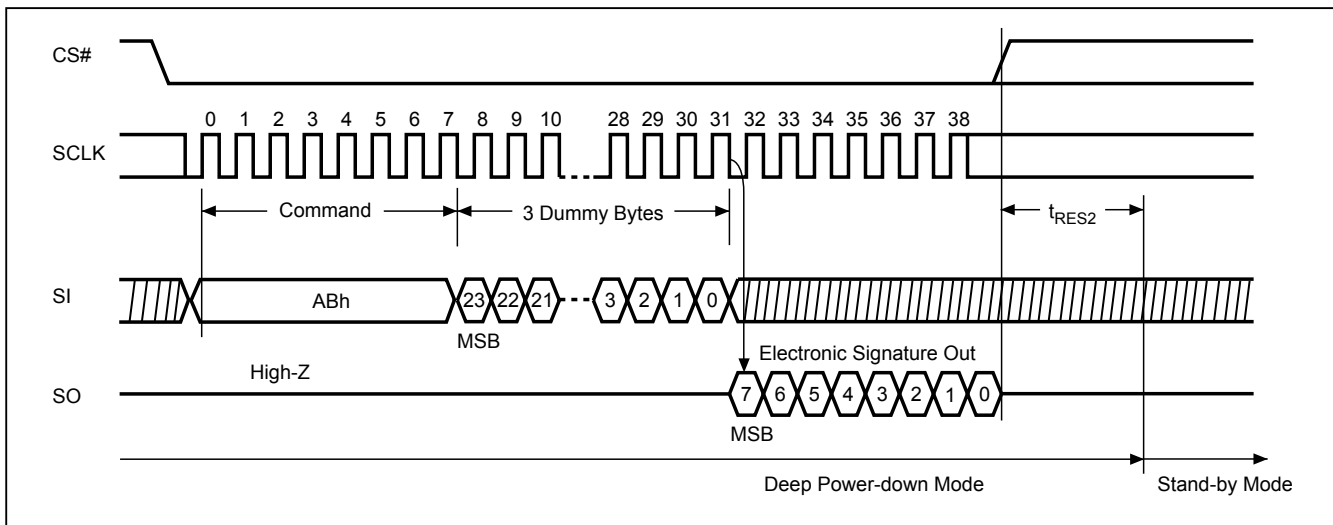 CS#
0 1 2 3 4 5 6 7 8 9 10 28 29 30 31 32 33 34 35 36 37 38
SCLK
Command 3 Dummy Bytes tRES2
SI ABh 23 22 21 3 2 1 0
MSB
Electronic Signature Out
High-Z
SO 7 6 5 4 3 2 1 0
MSB
Deep Power-down Mode Stand-by Mode